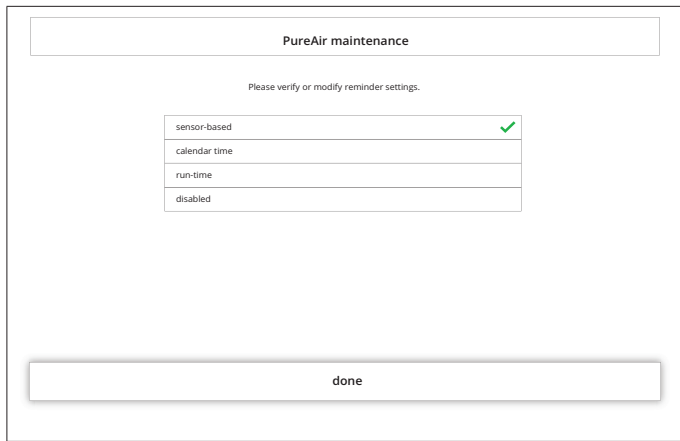 PureAir maintenance
Please verify or modify reminder settings.
sensor-based
calendar time
run-time
disabled
done